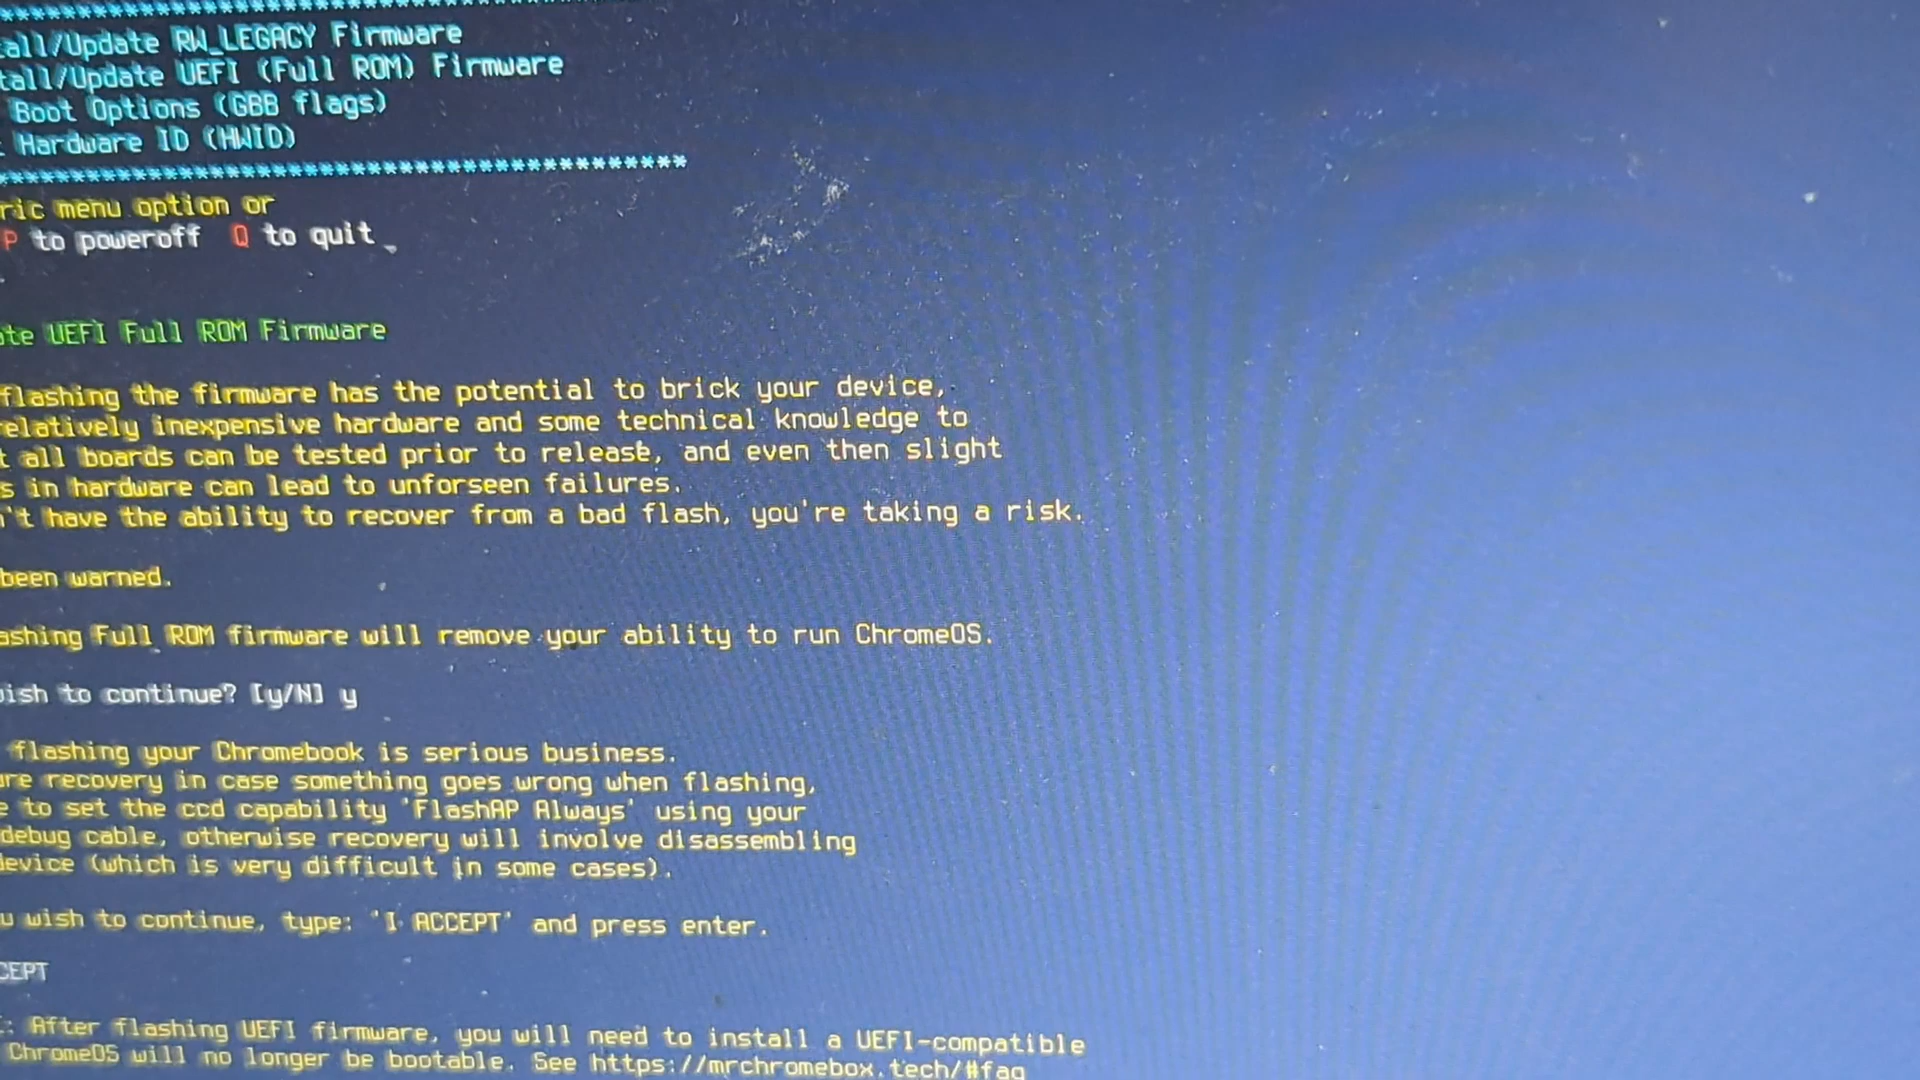 *****************************************
all/Update RW_LEGACY Firmware
tall/Update UEFI (Full ROM) Firmware
Boot Options (GBB flags)
Hardware ID (HWID)
*****************************************************
ric menu option or
P to poweroff Q to quit
te UEFI Full ROM Firmware
flashing the firmware has the potential to brick your device,
relatively inexpensive hardware and some technical knowledge to
t all boards can be tested prior to release, and even then slight
s in hardware can lead to unforseen failures.
n't have the ability to recover from a bad flash, you're taking a risk.
been warned.
ashing Full ROM firmware will remove your ability to run ChromeOS.
wish to continue? [y/N] y
flashing your Chromebook is serious business.
ure recovery in case something goes wrong when flashing,
e to set the ccd capability 'FlashAP Always' using your
debug cable, otherwise recovery will involve disassembling
device (which is very difficult in some cases).
u wish to continue, type: 'I ACCEPT' and press enter.
CEPT
: After flashing UEFI firmware, you will need to install a UEFI-compatible
ChromeOS will no longer be bootable. See https://mrchromebox.tech/#faq